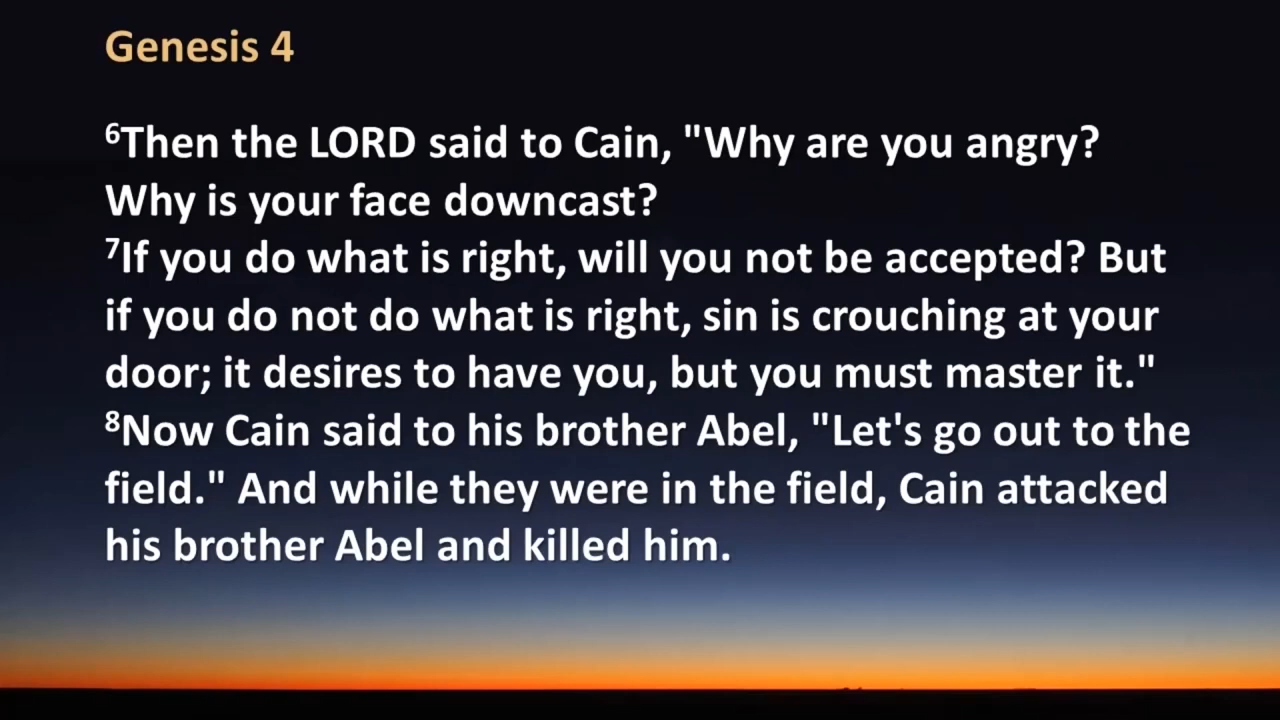 Genesis 4
⁶Then the LORD said to Cain, "Why are you angry?
Why is your face downcast?
⁷If you do what is right, will you not be accepted? But
if you do not do what is right, sin is crouching at your
door; it desires to have you, but you must master it."
⁸Now Cain said to his brother Abel, "Let's go out to the
field." And while they were in the field, Cain attacked
his brother Abel and killed him.